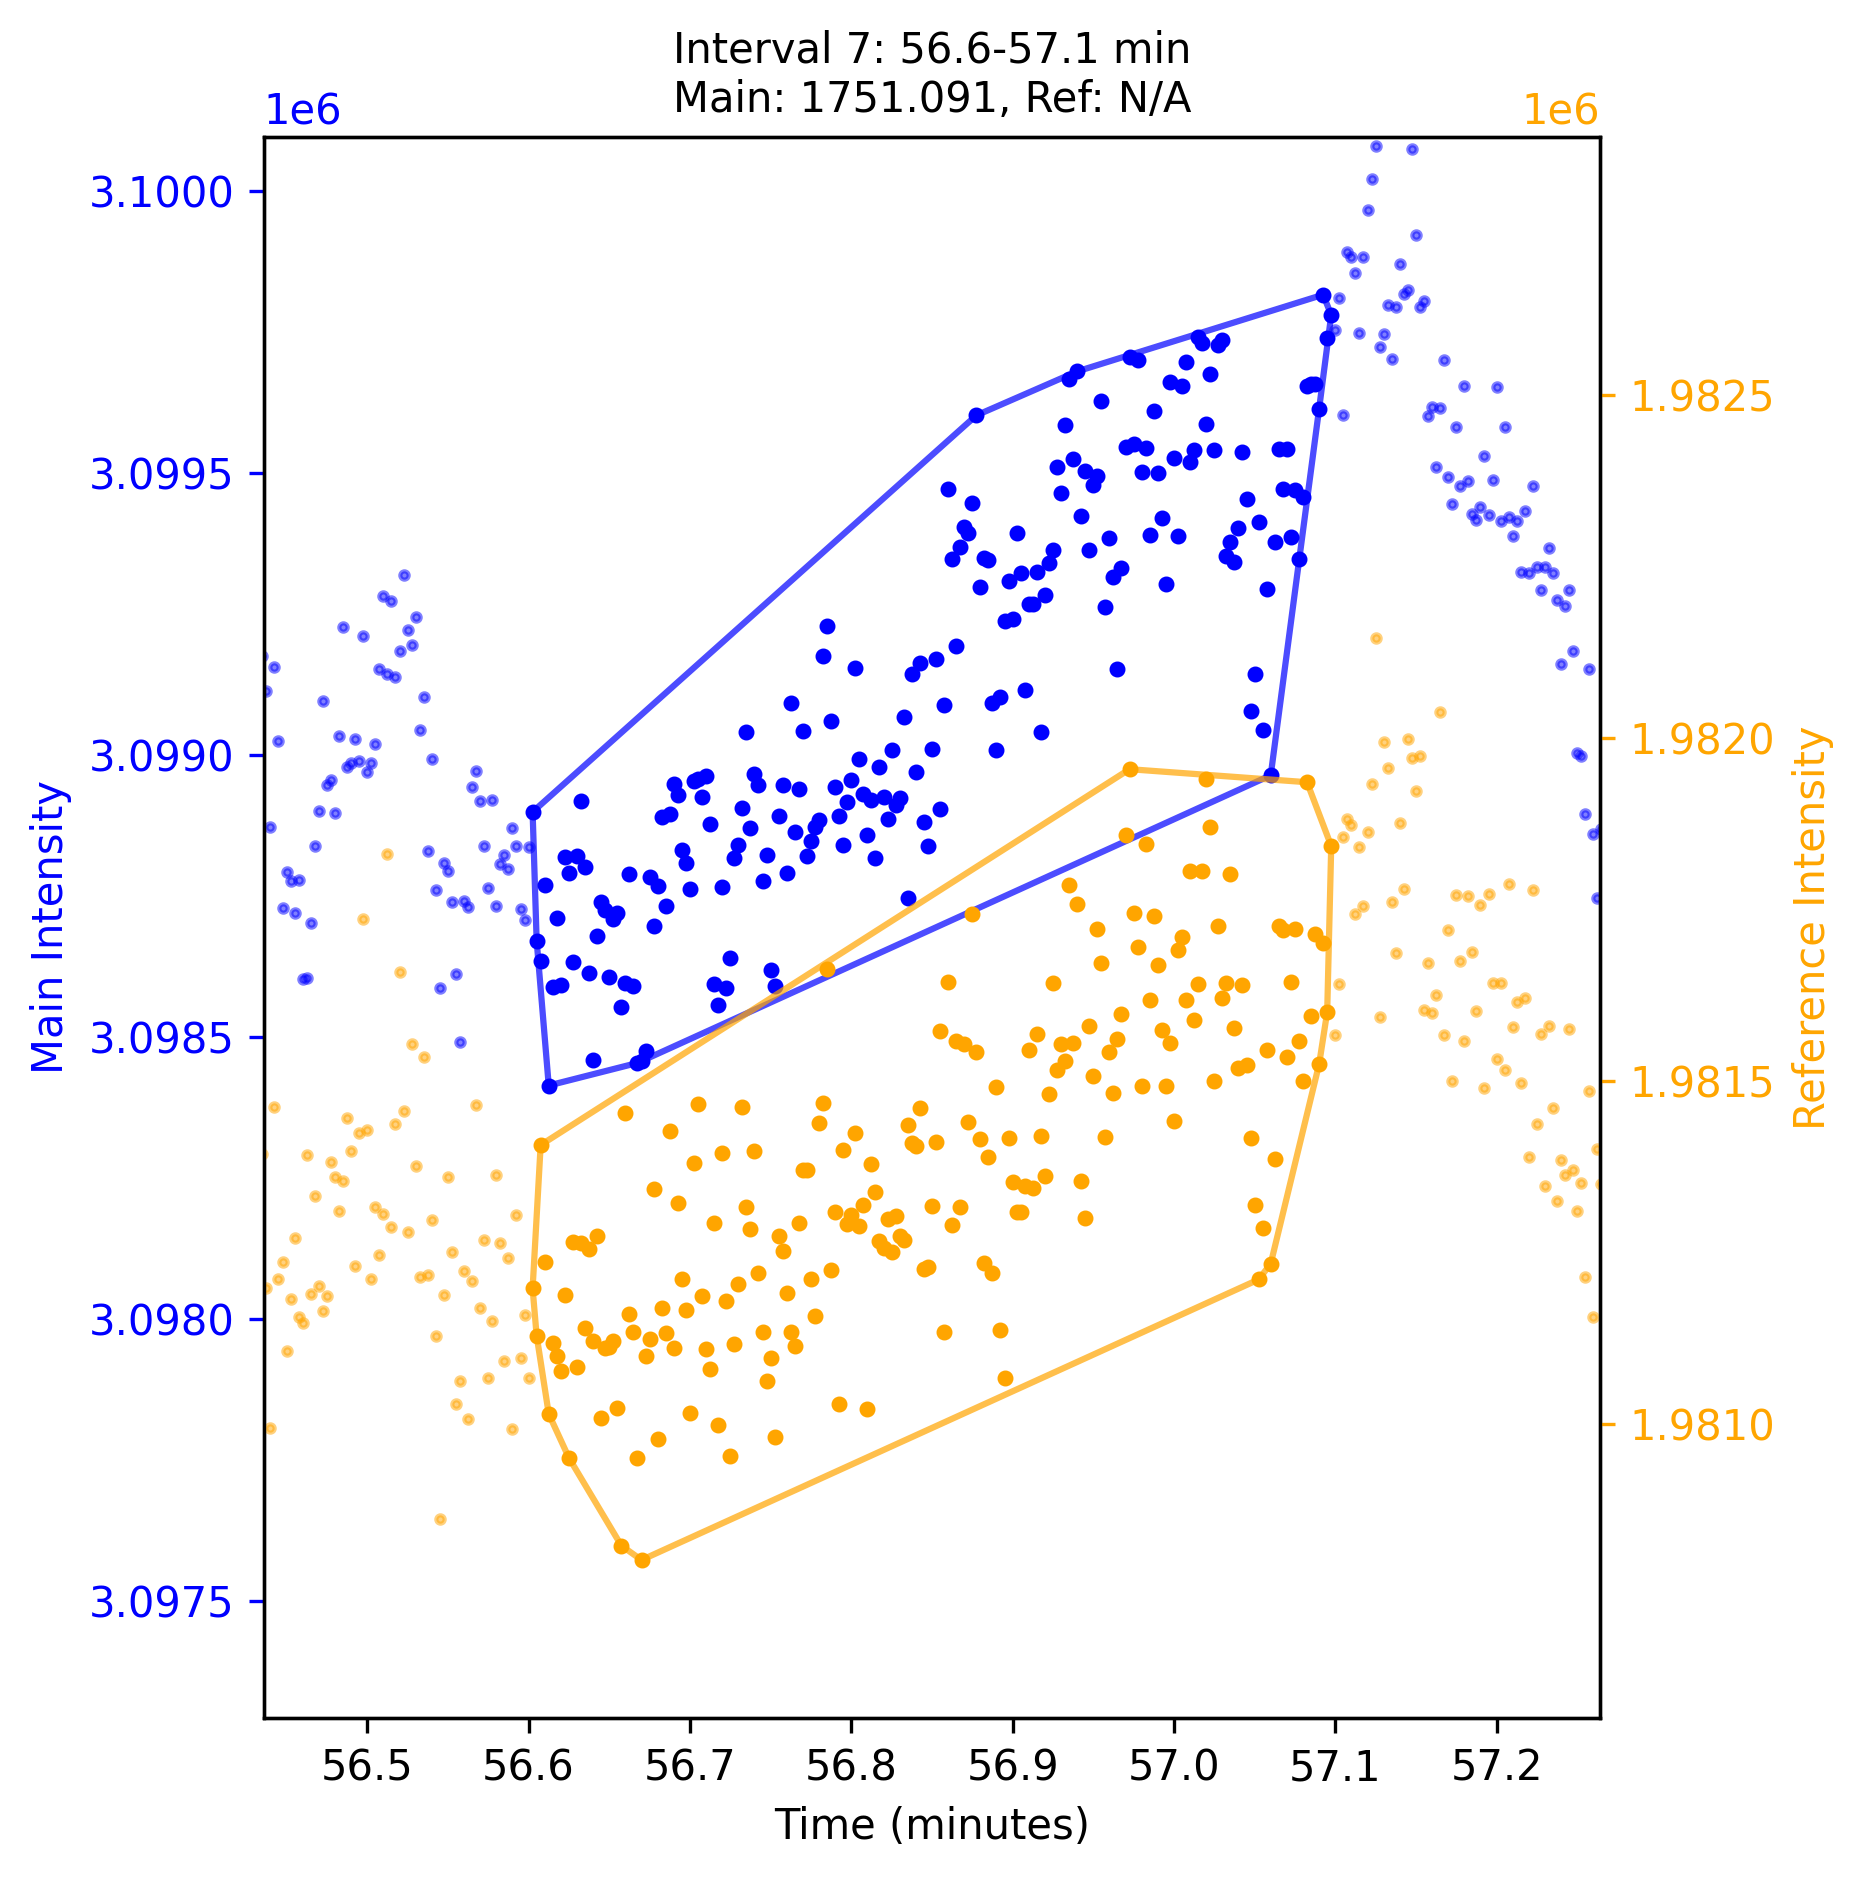 Interval 7: 56.6-57.1 min
Main: 1751.091, Ref: N/A
1e6
1e6
3.1000
3.0995
3.0990
3.0985
3.0980
3.0975
Main Intensity
1.9825
1.9820
1.9815
1.9810
Reference Intensity
56.5 56.6 56.7 56.8 56.9 57.0 57.1 57.2
Time (minutes)